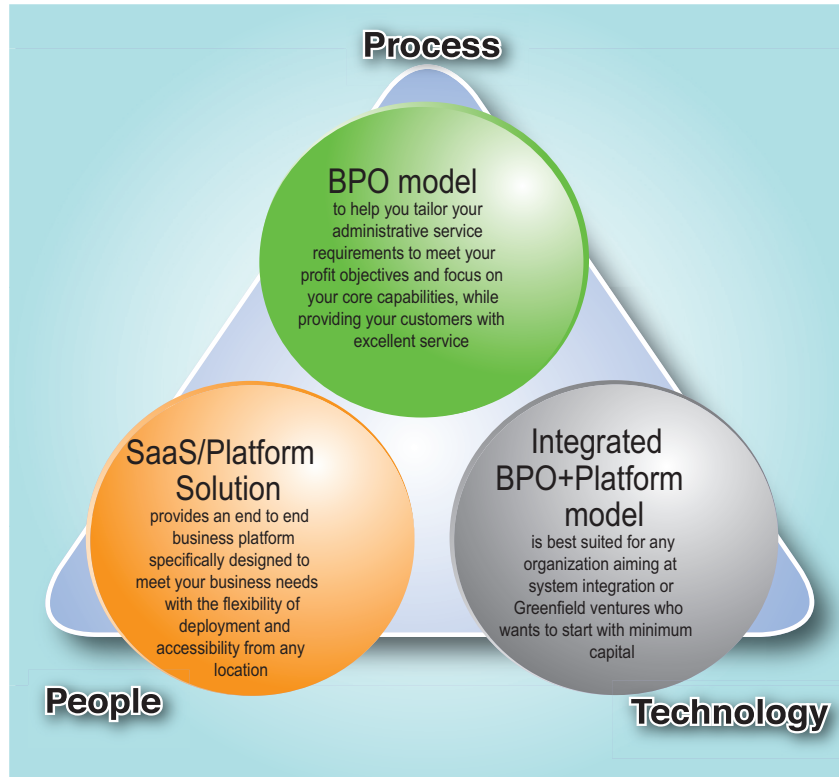 Process
BPO model
to help you tailor your
administrative service
requirements to meet your
profit objectives and focus on
your core capabilities, while
providing your customers with
excellent service
SaaS/Platform
Solution
provides an end to end
business platform
specifically designed to
meet your business needs
with the flexibility of
deployment and
accessibility from any
location
Integrated
BPO+Platform
model
is best suited for any
organization aiming at
system integration or
Greenfield ventures who
wants to start with minimum
capital
People
Technology